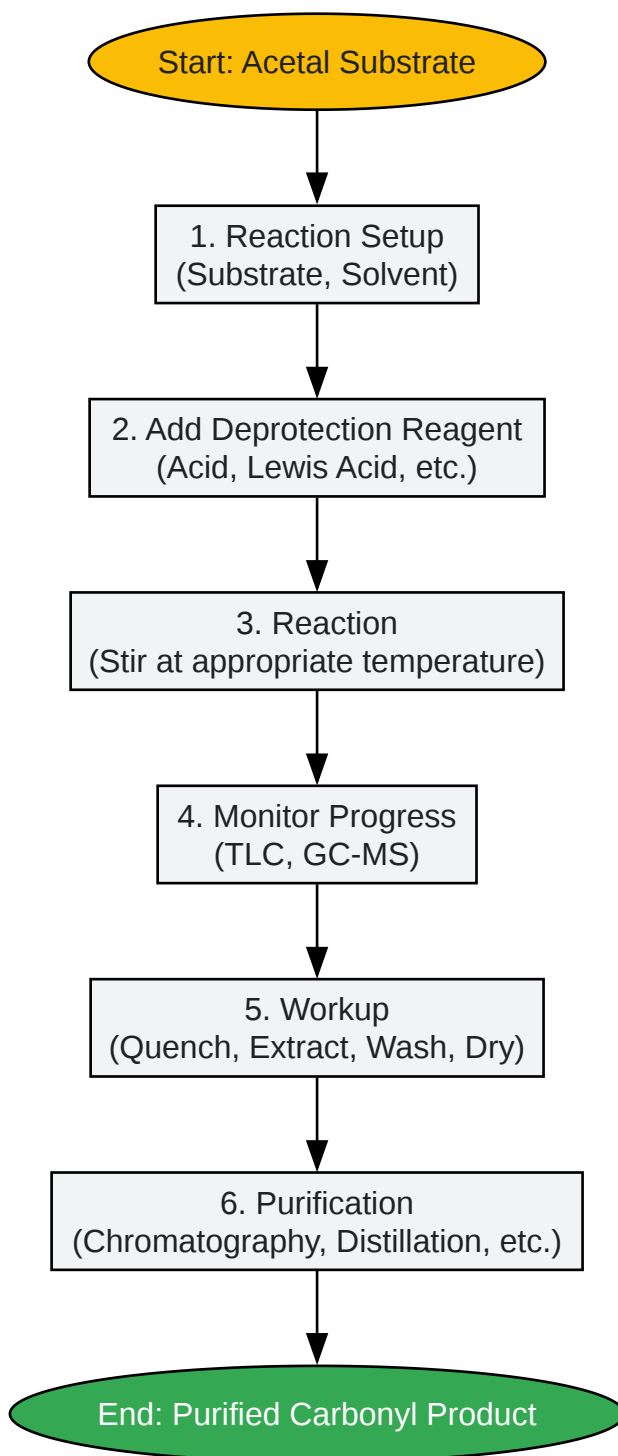 Start: Acetal Substrate
1. Reaction Setup
(Substrate, Solvent)
2. Add Deprotection Reagent
(Acid, Lewis Acid, etc.)
3. Reaction
(Stir at appropriate temperature)
4. Monitor Progress
(TLC, GC-MS)
5. Workup
(Quench, Extract, Wash, Dry)
6. Purification
(Chromatography, Distillation, etc.)
End: Purified Carbonyl Product